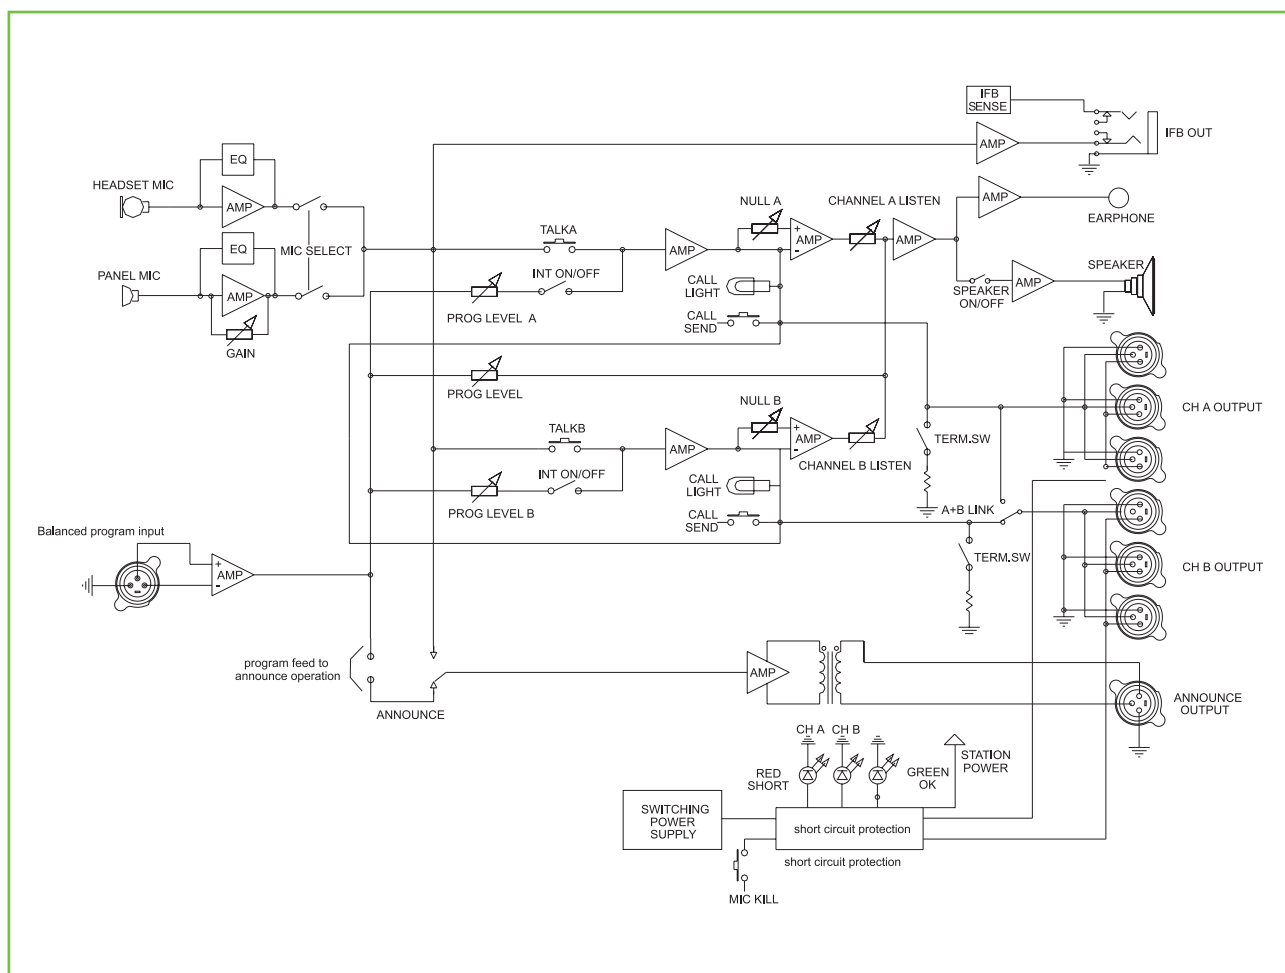 IFB
SENSE
IFB OUT
AMP
EQ
HEADSET MIC
AMP
MIC SELECT
EQ
PANEL MIC
AMP
GAIN
AMP
EARPHONE
NULL A
CHANNEL A LISTEN
TALKA
AMP
+
-
AMP
AMP
SPEAKER
SPEAKER
ON/OFF
AMP
INT ON/OFF
PROG LEVEL A
CALL
LIGHT
CALL
SEND
PROG LEVEL
NULL B
TALKB
AMP
+
-
AMP
CHANNEL B LISTEN
INT ON/OFF
PROG LEVEL B
CALL
LIGHT
CALL
SEND
TERM.SW
CH A OUTPUT
A+B LINK
TERM.SW
CH B OUTPUT
Balanced program input
+
-
AMP
program feed to
announce operation
ANNOUNCE
AMP
ANNOUNCE
OUTPUT
CH A
CH B
RED
SHORT
GREEN
OK
STATION
POWER
SWITCHING
POWER
SUPPLY
short circuit protection
short circuit protection
MIC KILL